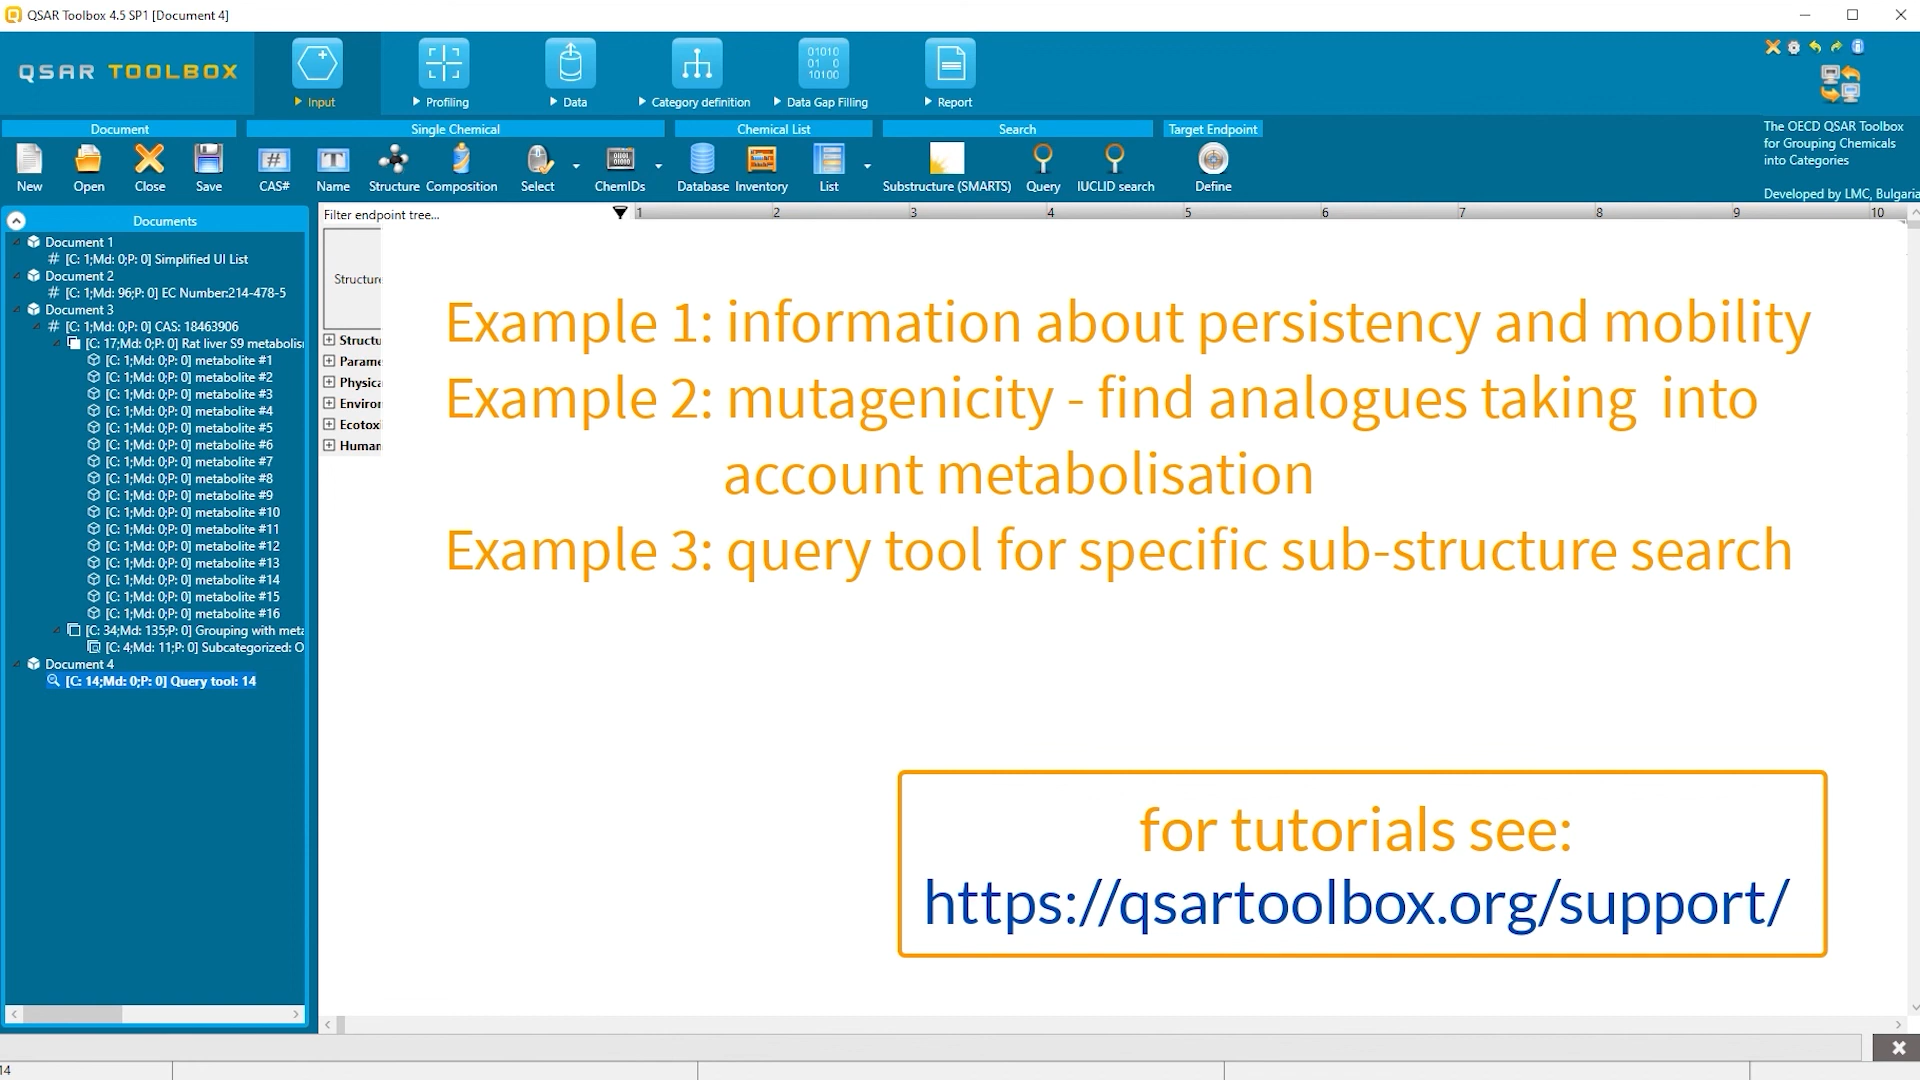 QSAR Toolbox 4.5 SP1 [Document 4]
QSAR TOOLBOX
Input
Profiling
Data
Category definition
01010
01 0
10100
Data Gap Filling
Report
The OECD QSAR Toolbox
for Grouping Chemicals
into Categories
Developed by LMC, Bulgaria
Document
Single Chemical
Chemical List
Search
Target Endpoint
New
Open
Close
Save
CAS#
Name
Structure
Composition
Select
ChemIDs
Database
Inventory
List
Substructure (SMARTS)
Query
IUCLID search
Define
Documents
Document 1
# [C: 1;Md: 0;P: 0] Simplified UI List
Document 2
# [C: 1;Md: 96;P: 0] EC Number:214-478-5
Document 3
# [C: 1;Md: 0;P: 0] CAS: 18463906
[C: 17;Md: 0;P: 0] Rat liver S9 metabolis
[C: 1;Md: 0;P: 0] metabolite #1
[C: 1;Md: 0;P: 0] metabolite #2
[C: 1;Md: 0;P: 0] metabolite #3
[C: 1;Md: 0;P: 0] metabolite #4
[C: 1;Md: 0;P: 0] metabolite #5
[C: 1;Md: 0;P: 0] metabolite #6
[C: 1;Md: 0;P: 0] metabolite #7
[C: 1;Md: 0;P: 0] metabolite #8
[C: 1;Md: 0;P: 0] metabolite #9
[C: 1;Md: 0;P: 0] metabolite #10
[C: 1;Md: 0;P: 0] metabolite #11
[C: 1;Md: 0;P: 0] metabolite #12
[C: 1;Md: 0;P: 0] metabolite #13
[C: 1;Md: 0;P: 0] metabolite #14
[C: 1;Md: 0;P: 0] metabolite #15
[C: 1;Md: 0;P: 0] metabolite #16
[C: 34;Md: 135;P: 0] Grouping with meta
[C: 4;Md: 11;P: 0] Subcategorized: O
Document 4
[C: 14;Md: 0;P: 0] Query tool: 14
Filter endpoint tree...
1 2 3 4 5 6 7 8 9 10
Structure
Structu
Parame
Physica
Enviror
Ecotox
Human
Example 1: information about persistency and mobility
Example 2: mutagenicity - find analogues taking into
account metabolisation
Example 3: query tool for specific sub-structure search
for tutorials see:
https://qsartoolbox.org/support/
14